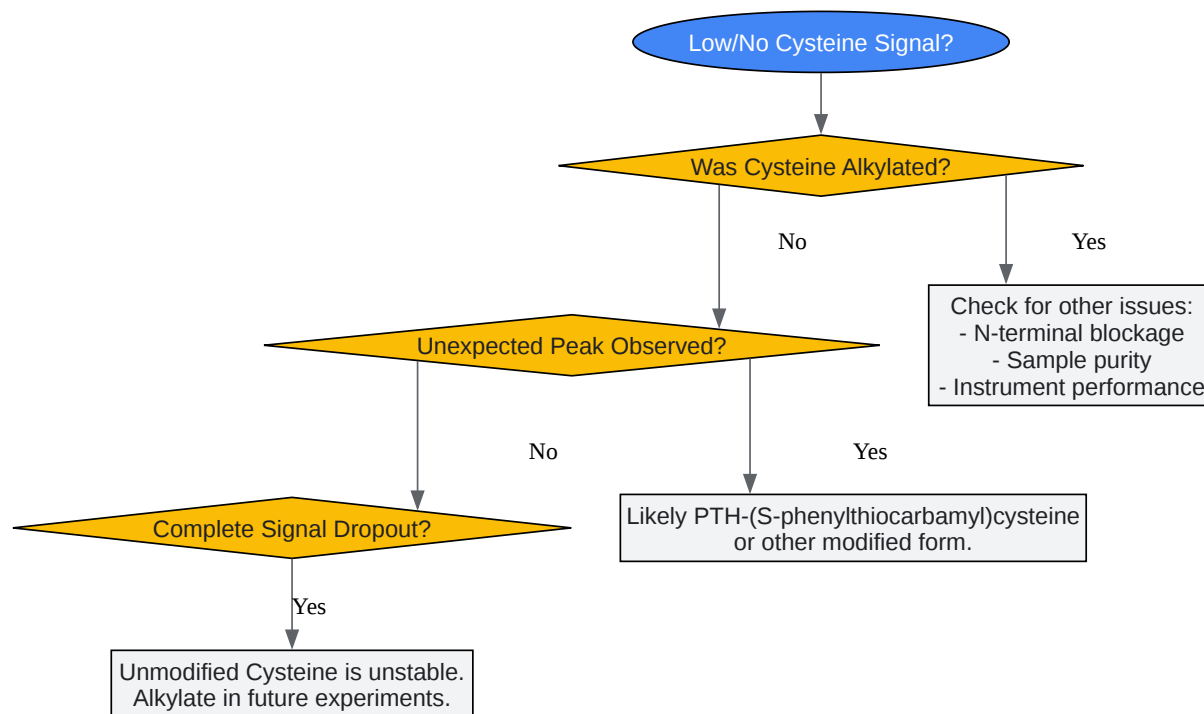 Low/No Cysteine Signal?
Was Cysteine Alkylated?
No
Yes
Check for other issues:
- N-terminal blockage
- Sample purity
- Instrument performance
Unexpected Peak Observed?
No
Yes
Likely PTH-(S-phenylthiocarbamyl)cysteine
or other modified form.
Complete Signal Dropout?
Yes
Unmodified Cysteine is unstable.
Alkylate in future experiments.